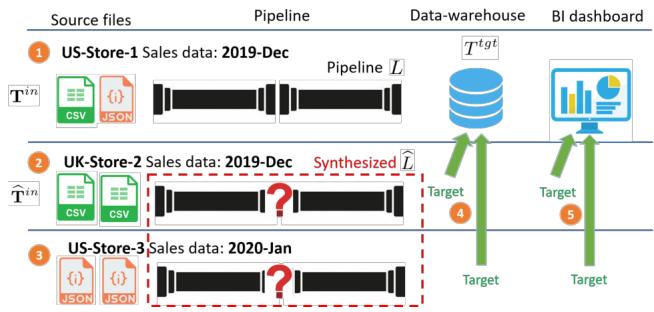 Source files Pipeline Data-warehouse BI dashboard
1 US-Store-1 Sales data: 2019-Dec
T^{tgt}
Pipeline L
T^{in}
{i}
CSV JSON
2 UK-Store-2 Sales data: 2019-Dec
Synthesized \widehat{L}
\widehat{T}^{in}
CSV CSV
?
Target 4 Target 5
3 US-Store-3 Sales data: 2020-Jan
{i} {i}
JSON JSON
?
Target Target